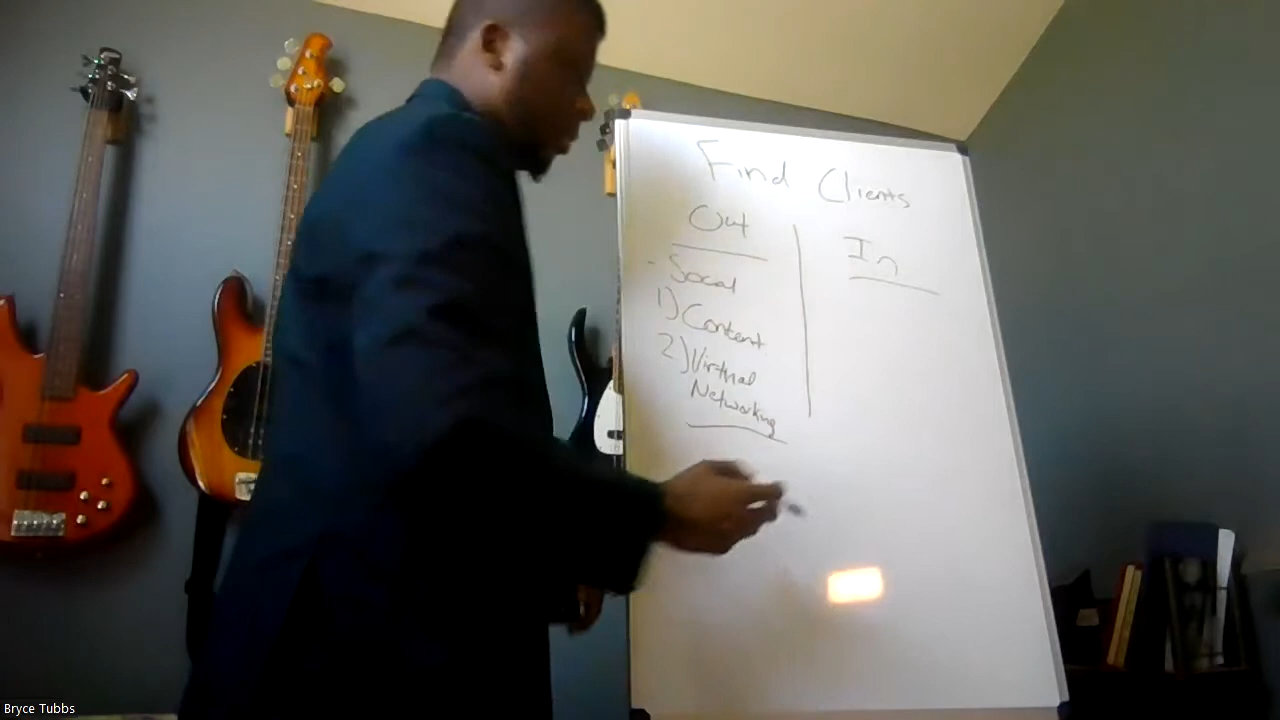 Find Clients
Out
In
- Social
1) Content
2) Virtual
Networking
Bryce Tubbs